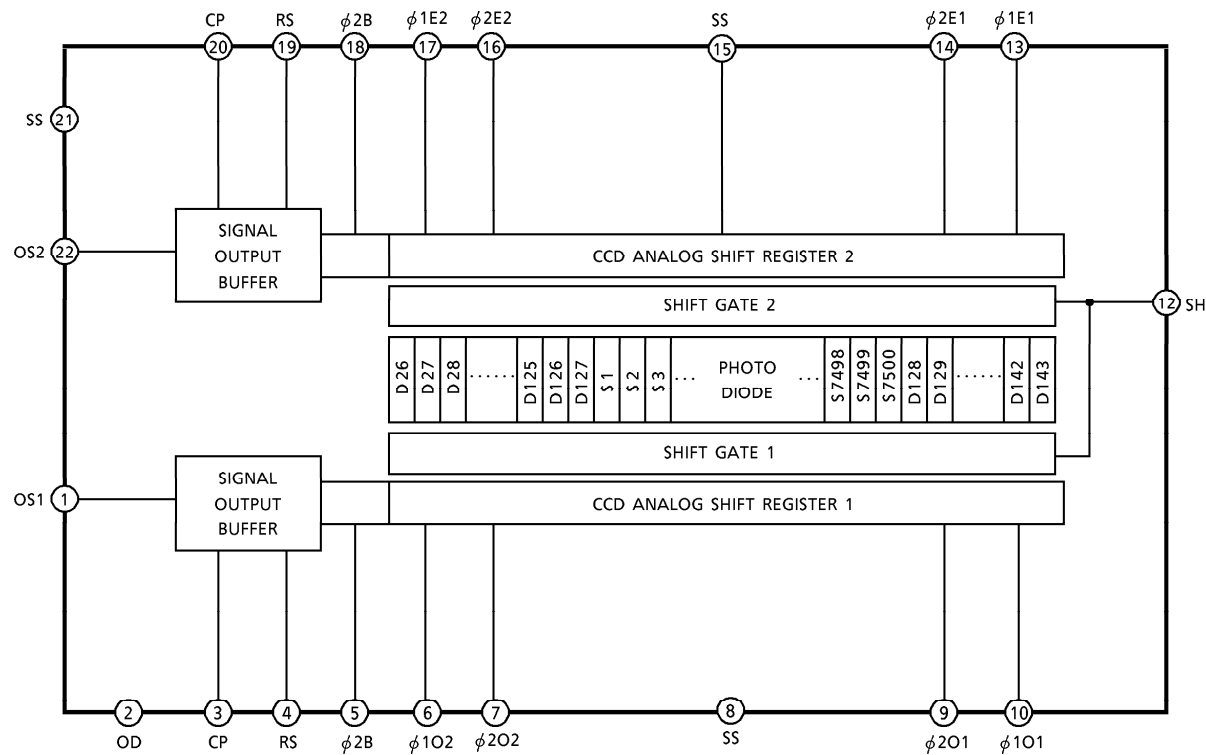 CP RS ϕ2B ϕ1E2 ϕ2E2 SS ϕ2E1 ϕ1E1
20 19 18 17 16 15 14 13
SS 21
OS2 22
SIGNAL
OUTPUT
BUFFER
CCD ANALOG SHIFT REGISTER 2
SHIFT GATE 2
12 SH
D26 D27 D28 ······ D125 D126 D127 S1 S2 S3 ··· PHOTO ··· S7498 S7499 S7500 D128 D129 ······ D142 D143
DIODE
SHIFT GATE 1
OS1 1
SIGNAL
OUTPUT
BUFFER
CCD ANALOG SHIFT REGISTER 1
2 3 4 5 6 7 8 9 10
OD CP RS ϕ2B ϕ1O2 ϕ2O2 SS ϕ2O1 ϕ1O1